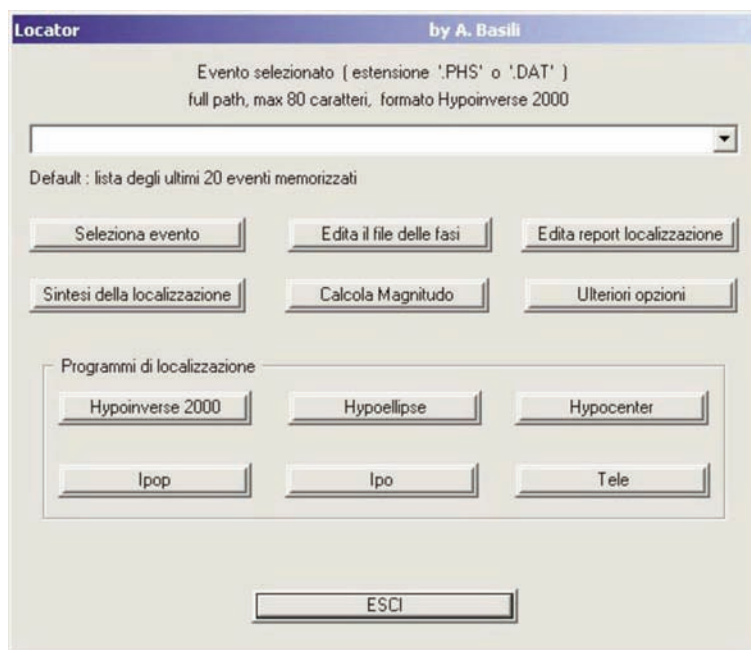 Locator by A. Basili
Evento selezionato ( estensione '.PHS' o '.DAT' )
full path, max 80 caratteri, formato Hypoinverse 2000
Default : lista degli ultimi 20 eventi memorizzati
Seleziona evento Edita il file delle fasi Edita report localizzazione
Sintesi della localizzazione Calcola Magnitudo Ulteriori opzioni
Programmi di localizzazione
Hypoinverse 2000 Hypoellipse Hypocenter
Ipop Ipo Tele
ESCI